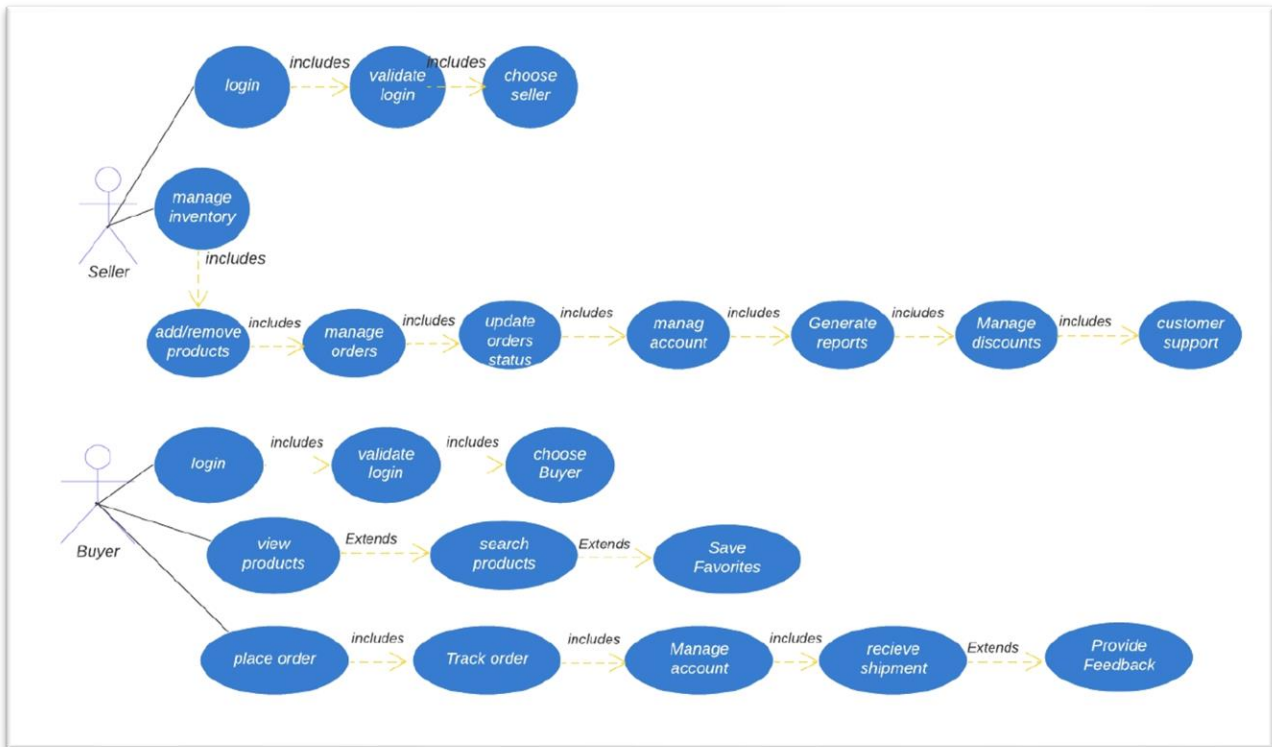 includes
includes
login
validate
login
choose
seller
manage
inventory
Seller
includes
add/remove
products
includes
manage
orders
includes
update
orders
status
includes
manag
account
includes
Generate
reports
includes
Manage
discounts
includes
customer
support
login
includes
validate
login
includes
choose
Buyer
Buyer
view
products
Extends
search
products
Extends
Save
Favorites
place order
includes
Track order
includes
Manage
account
includes
recieve
shipment
Extends
Provide
Feedback